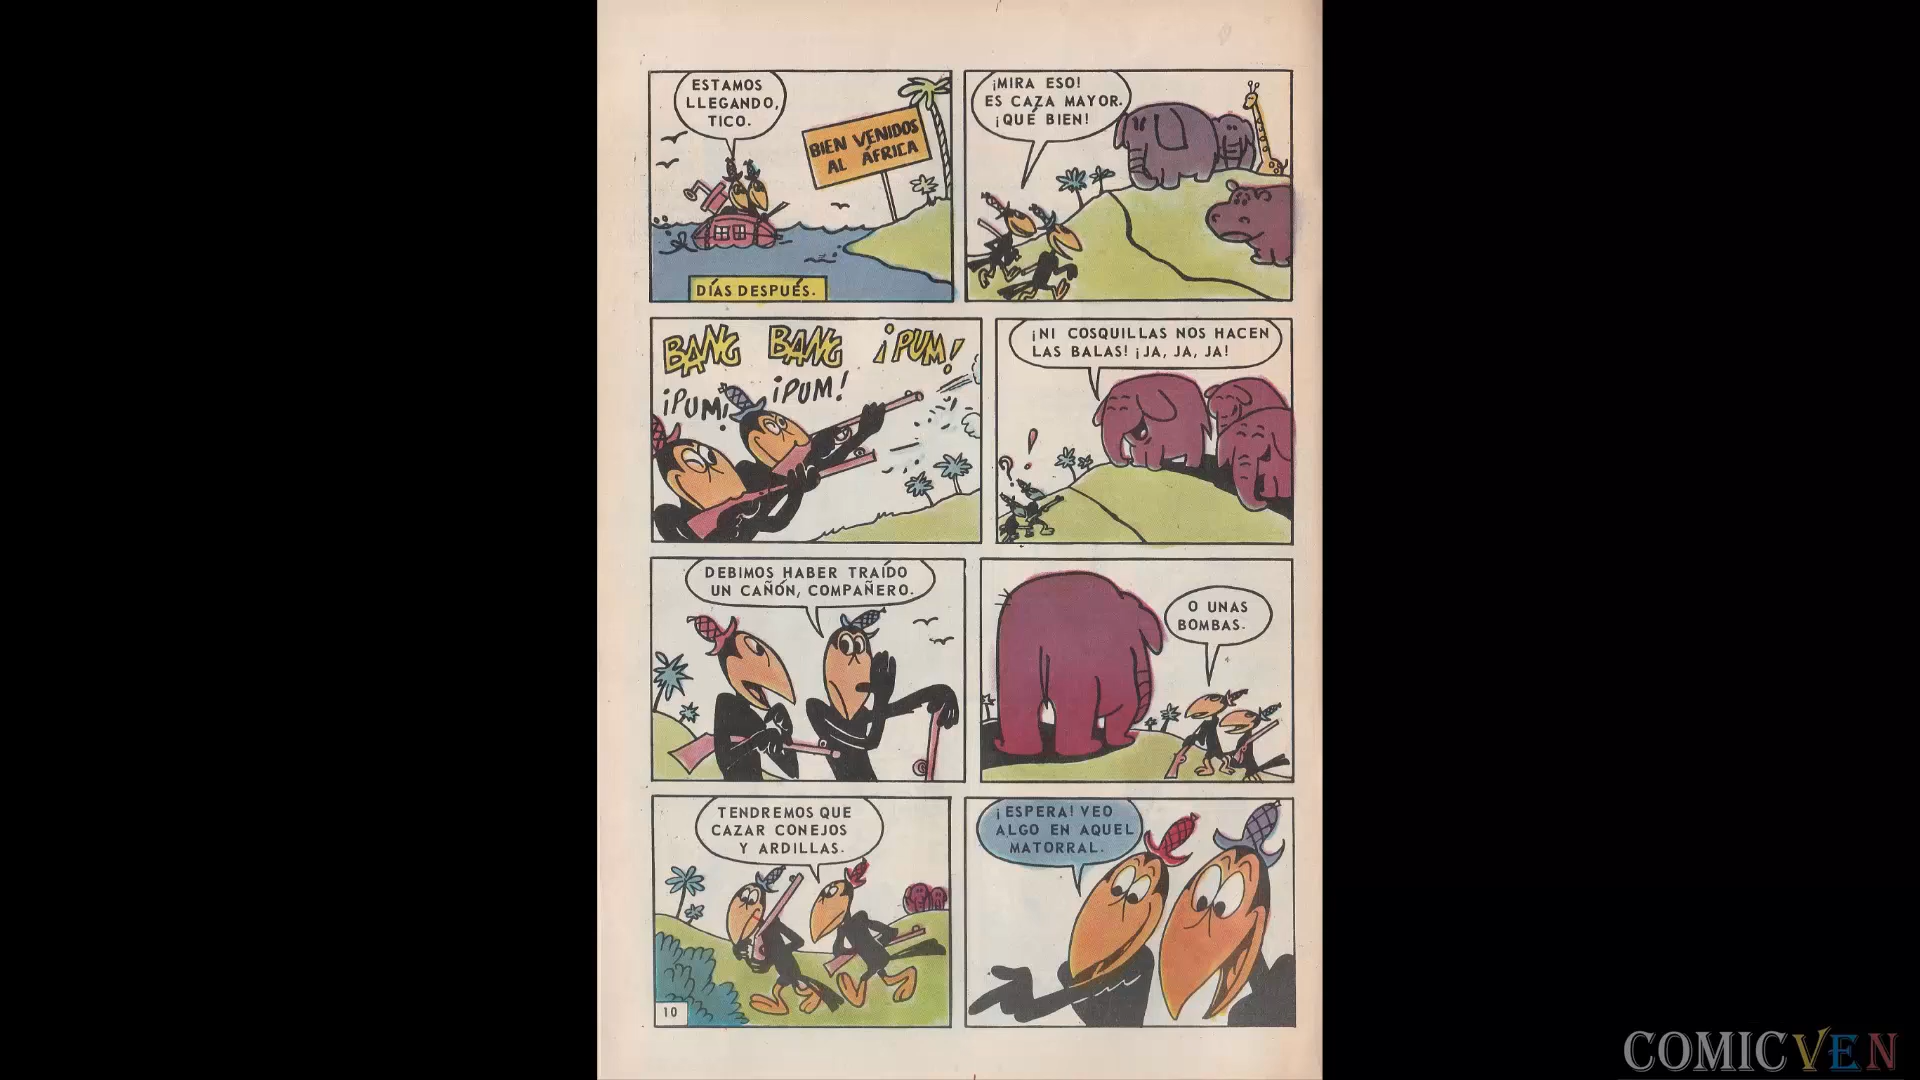 ESTAMOS
LLEGANDO,
TICO.
BIEN VENIDOS
AL ÁFRICA
DÍAS DESPUÉS.
¡MIRA ESO!
ES CAZA MAYOR.
¡QUÉ BIEN!
BANG BANG ¡PUM!
¡PUM! ¡PUM!
¡NI COSQUILLAS NOS HACEN
LAS BALAS! ¡JA, JA, JA!
? !
DEBIMOS HABER TRAÍDO
UN CAÑÓN, COMPAÑERO.
O UNAS
BOMBAS.
TENDREMOS QUE
CAZAR CONEJOS
Y ARDILLAS.
10
¡ESPERA! VEO
ALGO EN AQUEL
MATORRAL.
COMICVEN